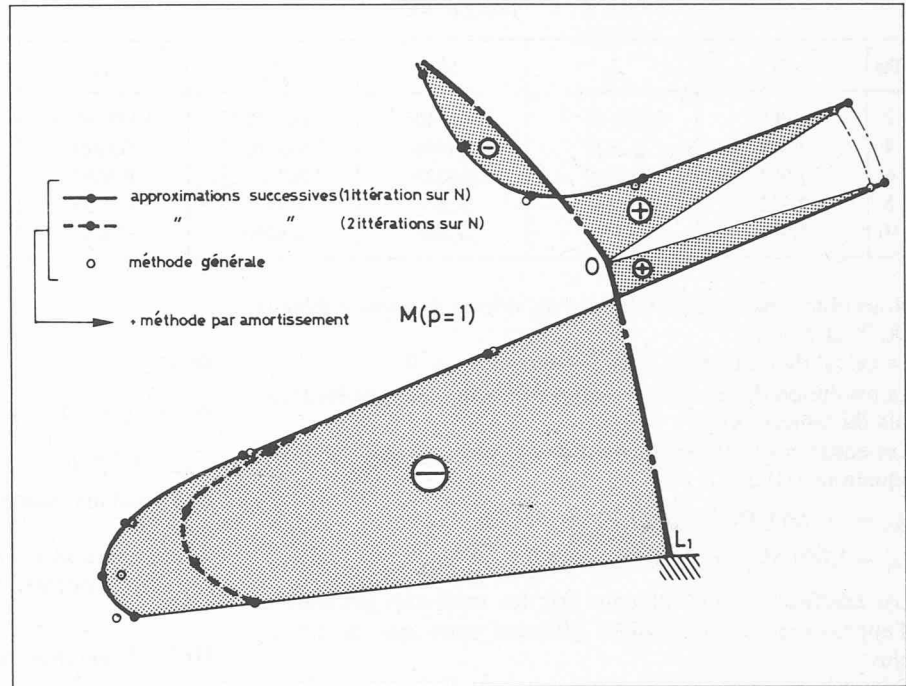 approximations successives (1 ittération sur N)
" " (2 ittérations sur N)
méthode générale
+ méthode par amortissement
M(p=1)
O
L1